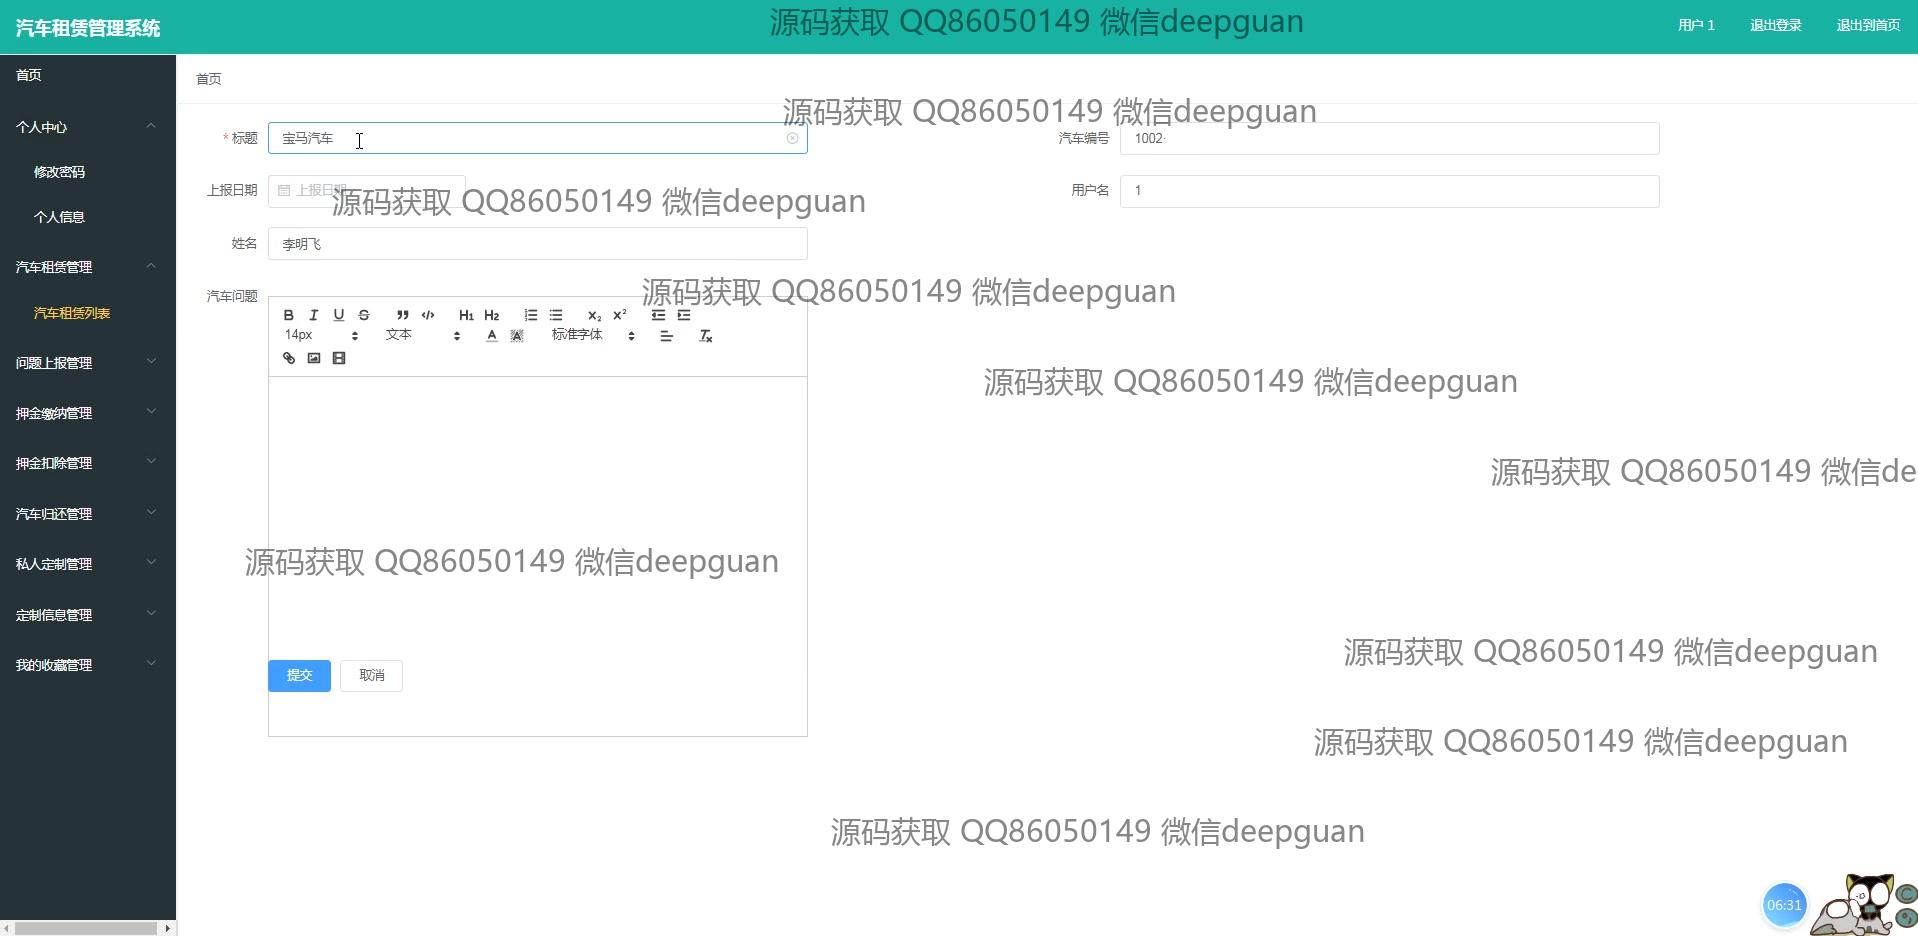 汽车租赁管理系统
源码获取 QQ86050149 微信deepguan
用户 1
退出登录
退出到首页
首页
个人中心
修改密码
个人信息
汽车租赁管理
汽车租赁列表
问题上报管理
押金缴纳管理
押金扣除管理
汽车归还管理
私人定制管理
定制信息管理
我的收藏管理
首页
源码获取 QQ86050149 微信deepguan
* 标题
宝马汽车
汽车编号
1002·
上报日期
上报日期
源码获取 QQ86050149 微信deepguan
用户名
1
姓名
李明飞
源码获取 QQ86050149 微信deepguan
汽车问题
B I U S H1 H2 X2 X2
14px 文本 A A 标准字体 Tx
源码获取 QQ86050149 微信deepguan
源码获取 QQ86050149 微信de
源码获取 QQ86050149 微信deepguan
源码获取 QQ86050149 微信deepguan
提交
取消
源码获取 QQ86050149 微信deepguan
源码获取 QQ86050149 微信deepguan
06:31